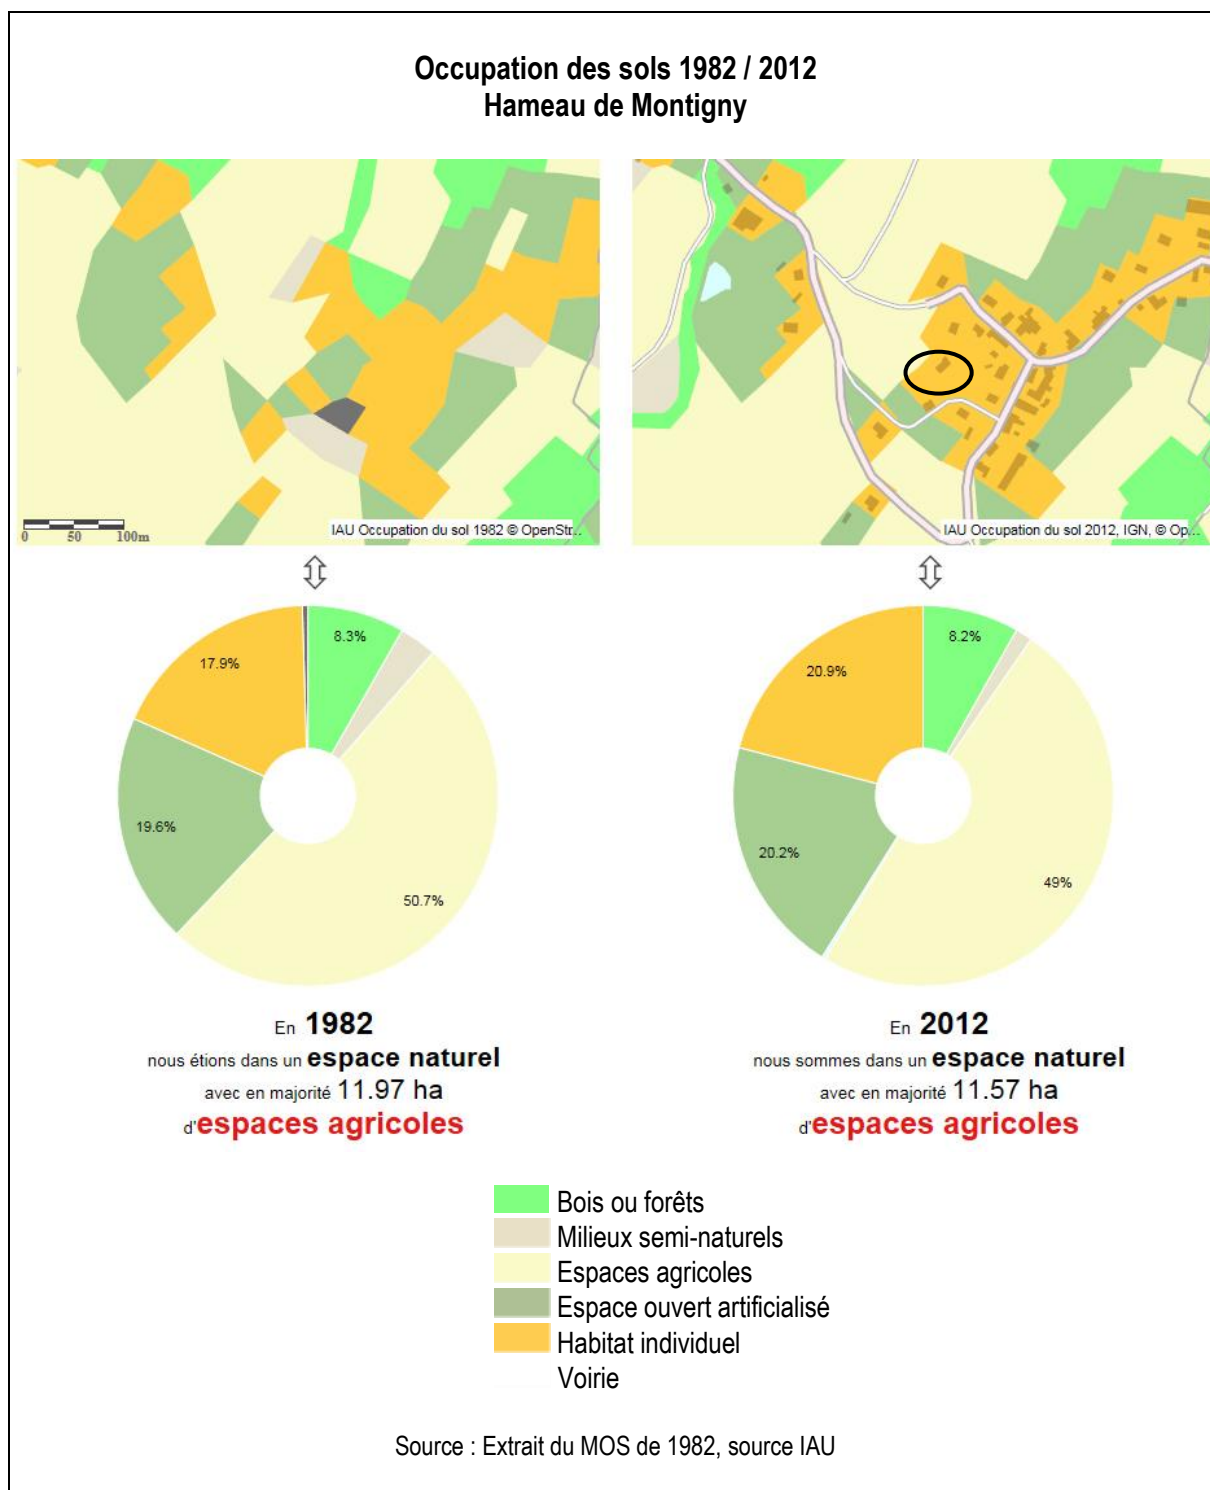 Occupation des sols 1982 / 2012
Hameau de Montigny
0 50 100m
IAU Occupation du sol 1982 © OpenStr...
IAU Occupation du sol 2012, IGN, © Op...
8.3%
17.9%
19.6%
50.7%
8.2%
20.9%
20.2%
49%
En 1982
nous étions dans un espace naturel
avec en majorité 11.97 ha
d'espaces agricoles
En 2012
nous sommes dans un espace naturel
avec en majorité 11.57 ha
d'espaces agricoles
Bois ou forêts
Milieux semi-naturels
Espaces agricoles
Espace ouvert artificialisé
Habitat individuel
Voirie
Source : Extrait du MOS de 1982, source IAU